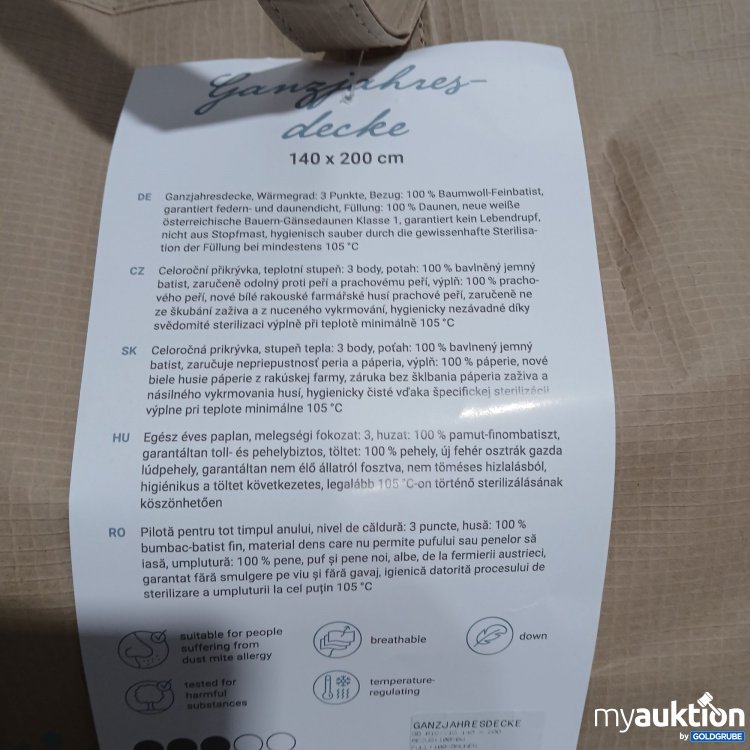 Ganzjahres-
decke
140 x 200 cm
DE Ganzjahresdecke, Wärmegrad: 3 Punkte, Bezug: 100 % Baumwoll-Feinbatist,
garantiert federn- und daunendicht, Füllung: 100 % Daunen, neue weiße
österreichische Bauern-Gänsedaunen Klasse 1, garantiert kein Lebendrupf,
nicht aus Stopfmast, hygienisch sauber durch die gewissenhafte Sterilisa-
tion der Füllung bei mindestens 105 °C
CZ Celoroční přikrývka, teplotní stupeň: 3 body, potah: 100 % bavlněný jemný
batist, zaručeně odolný proti peří a prachovému peří, výplň: 100 % pracho-
vého peří, nové bílé rakouské farmářské husí prachové peří, zaručeně ne
ze škubání zaživa a z nuceného vykrmování, hygienicky nezávadné díky
svědomité sterilizaci výplně při teplotě minimálně 105 °C
SK Celoročná prikrývka, stupeň tepla: 3 body, poťah: 100 % bavlnený jemný
batist, zaručuje nepriepustnosť peria a páperia, výplň: 100 % páperie, nové
biele husie páperie z rakúskej farmy, záruka bez šklbania páperia zaživa a
násilného vykrmovania husí, hygienicky čisté vďaka špecifickej sterilizácii
výplne pri teplote minimálne 105 °C
HU Egész éves paplan, melegségi fokozat: 3, huzat: 100 % pamut-finombatiszt,
garantáltan toll- és pehelybiztos, töltet: 100 % pehely, új fehér osztrák gazda
lúdpehely, garantáltan nem élő állatról fosztva, nem töméses hizlalásból,
higiénikus a töltet következetes, legalább 105 °C-on történő sterilizálásának
köszönhetően
RO Pilotă pentru tot timpul anului, nivel de căldură: 3 puncte, husă: 100 %
bumbac-batist fin, material dens care nu permite pufului sau penelor să
iasă, umplutură: 100 % pene, puf și pene noi, albe, de la fermierii austrieci,
garantat fără smulgere pe viu și fără gavaj, igienică datorită procesului de
sterilizare a umpluturii la cel puțin 105 °C
suitable for people
suffering from
dust mite allergy
breathable
down
tested for
harmful
substances
temperature-
regulating
GANZJAHRESDECKE
myauktion
by GOLDGRUBE